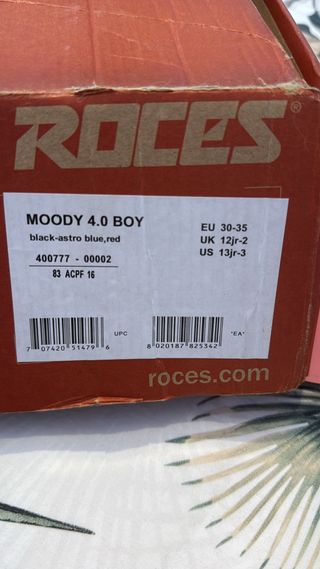 ROCES®
MOODY 4.0 BOY
black-astro blue,red
400777 - 00002
83 ACPF 16
EU 30-35
UK 12jr-2
US 13jr-3
UPC
7 07420 51479 6
"EA"
8 020187 825342
roces.com